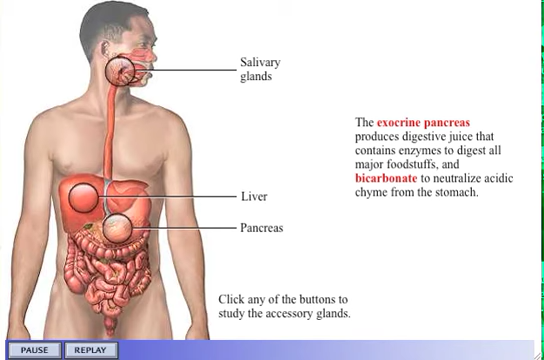 Salivary
glands
The exocrine pancreas
produces digestive juice that
contains enzymes to digest all
major foodstuffs, and
bicarbonate to neutralize acidic
chyme from the stomach.
Liver
Pancreas
Click any of the buttons to
study the accessory glands.
PAUSE
REPLAY